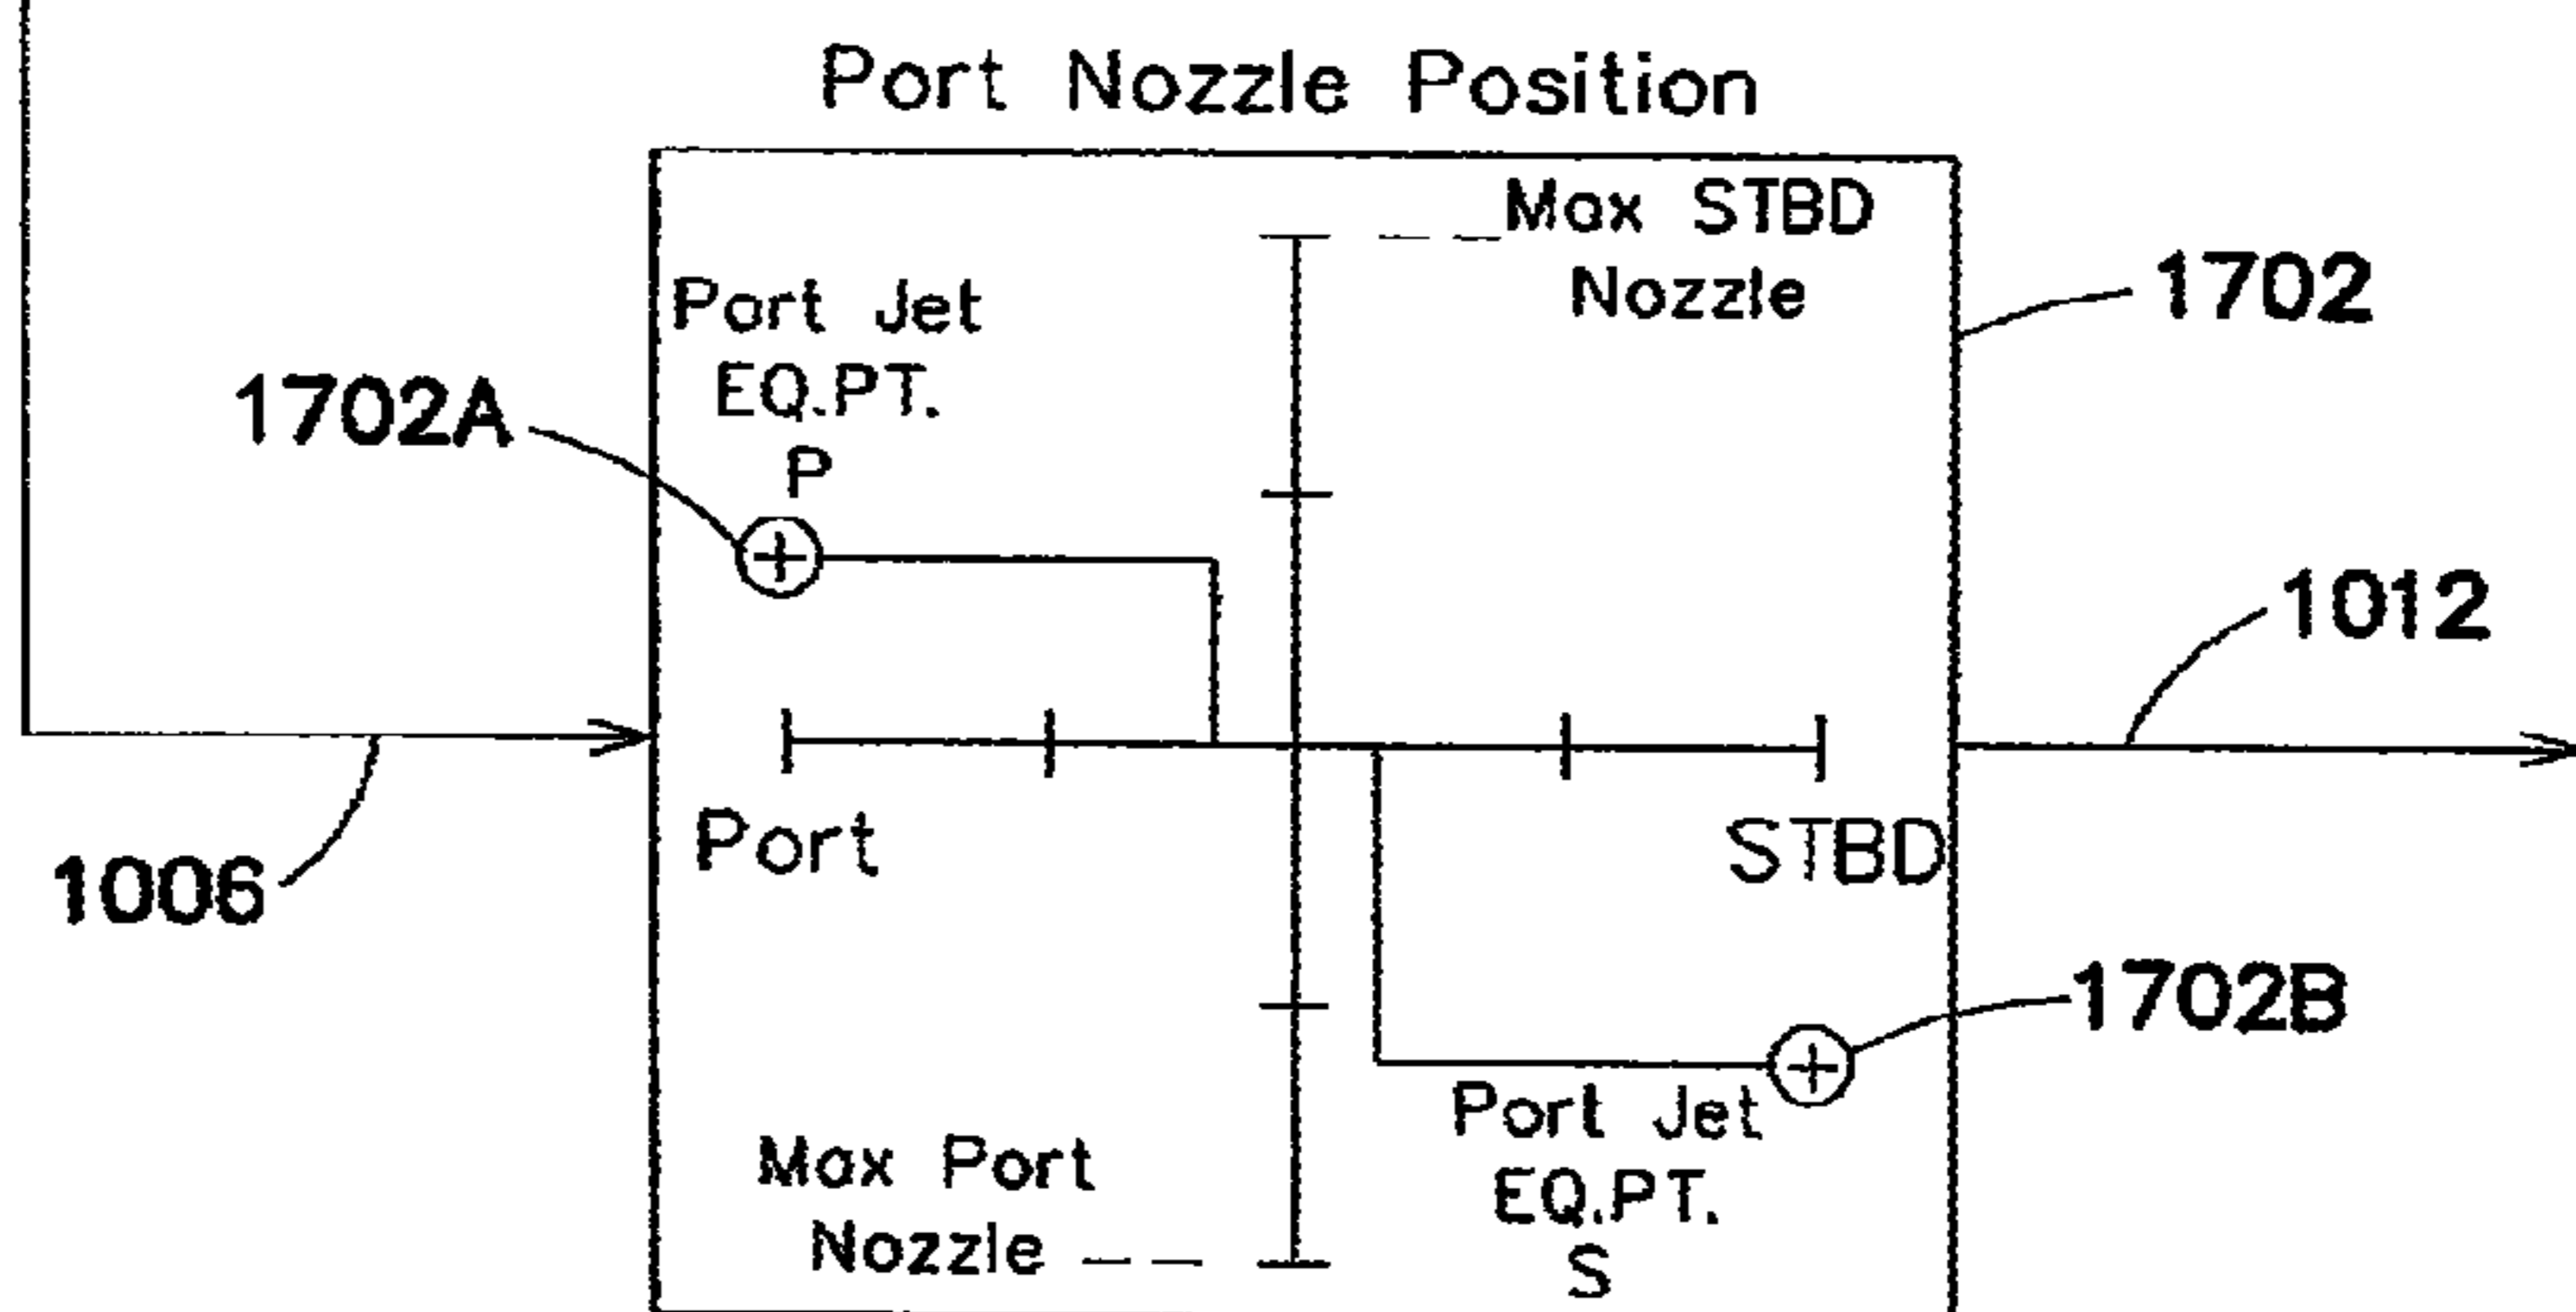 Port Nozzle Position
Max STBD
Nozzle
1702
Port Jet
EQ.PT.
P
1702A
1012
Port
STBD
1006
1702B
Port Jet
EQ.PT.
S
Max Port
Nozzle